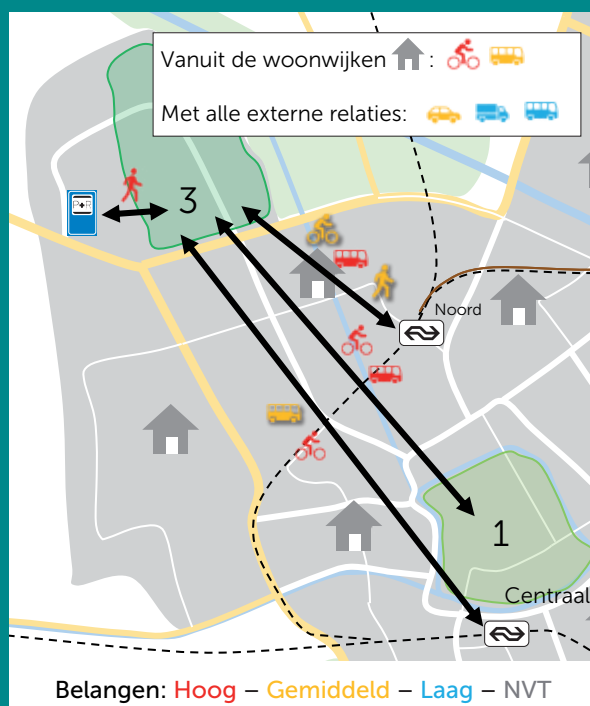 Vanuit de woonwijken :
Met alle externe relaties:
3
P+R
Noord
1
Centraal
Belangen: Hoog – Gemiddeld – Laag – NVT